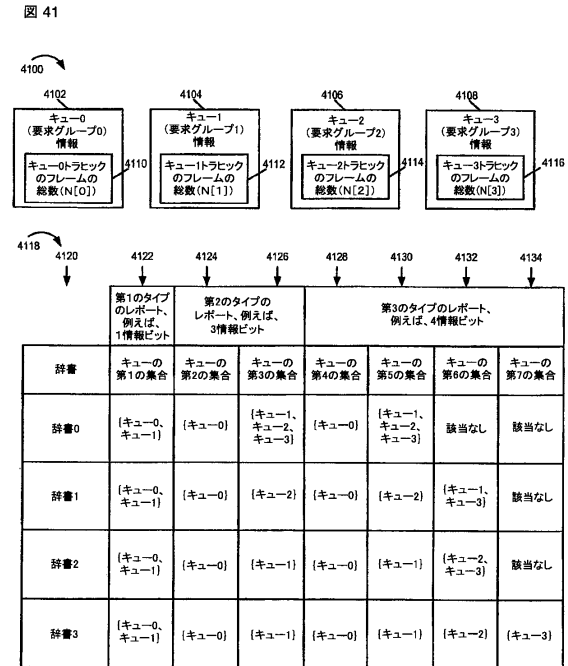 図 41
4100
4102
4104
4106
4108
キュー0
(要求グループ0)
情報
キュー0トラヒック
のフレームの
総数(N[0])
4110
キュー1
(要求グループ1)
情報
キュー1トラヒック
のフレームの
総数(N[1])
4112
キュー2
(要求グループ2)
情報
キュー2トラヒック
のフレームの
総数(N[2])
4114
キュー3
(要求グループ3)
情報
キュー3トラヒック
のフレームの
総数(N[3])
4116
4118
4120
4122
4124
4126
4128
4130
4132
4134
第1のタイプ
のレポート、
例えば、
1情報ビット
第2のタイプの
レポート、例えば、
3情報ビット
第3のタイプのレポート、
例えば、4情報ビット
辞書
キューの
第1の集合
キューの
第2の集合
キューの
第3の集合
キューの
第4の集合
キューの
第5の集合
キューの
第6の集合
キューの
第7の集合
辞書0
{キュー0、
キュー1}
{キュー0}
{キュー1、
キュー2、
キュー3}
{キュー0}
{キュー1、
キュー2、
キュー3}
該当なし
該当なし
辞書1
{キュー0、
キュー1}
{キュー0}
{キュー2}
{キュー0}
{キュー2}
{キュー1、
キュー3}
該当なし
辞書2
{キュー0、
キュー1}
{キュー0}
{キュー1}
{キュー0}
{キュー1}
{キュー2、
キュー3}
該当なし
辞書3
{キュー0、
キュー1}
{キュー0}
{キュー1}
{キュー0}
{キュー1}
{キュー2}
{キュー3}